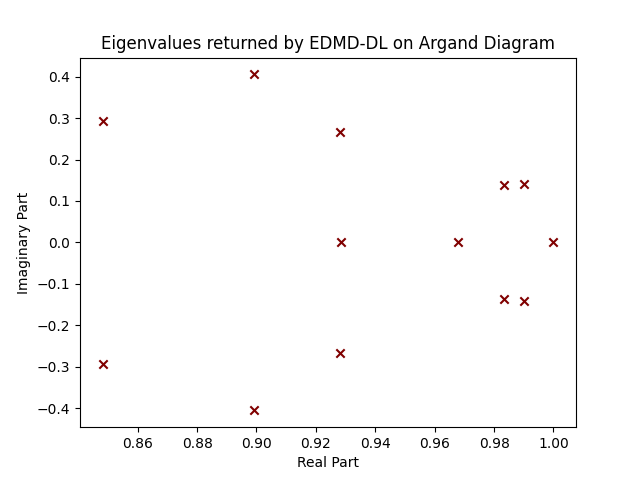 Eigenvalues returned by EDMD-DL on Argand Diagram
0.4
0.3
0.2
0.1
0.0
−0.1
−0.2
−0.3
−0.4
Imaginary Part
0.86 0.88 0.90 0.92 0.94 0.96 0.98 1.00
Real Part